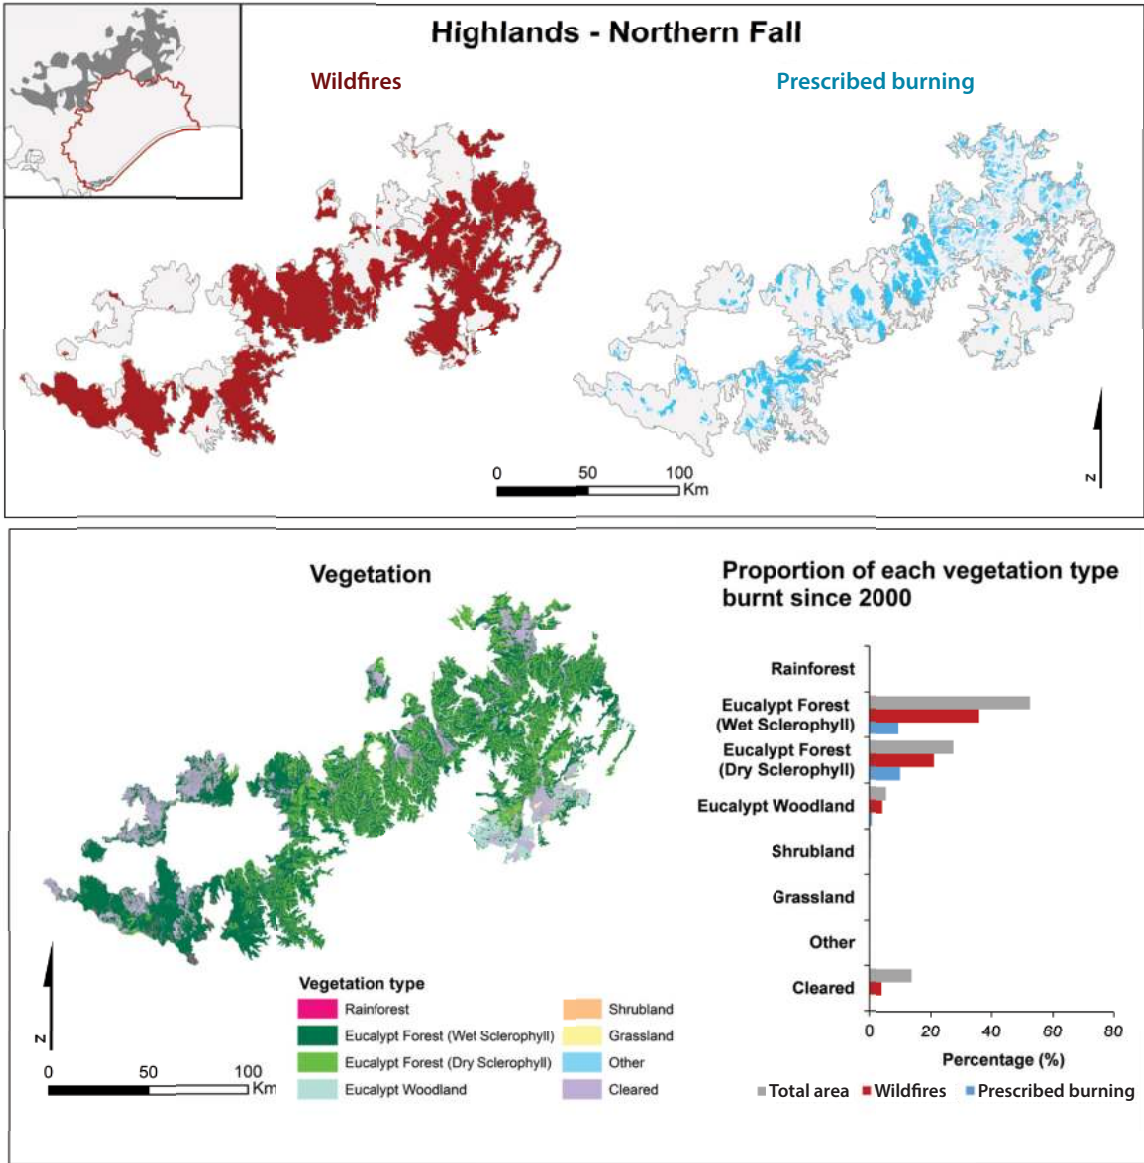 Highlands - Northern Fall
Wildfires
Prescribed burning
0 50 100
Km
z
Vegetation
Proportion of each vegetation type
burnt since 2000
Rainforest
Eucalypt Forest
(Wet Sclerophyll)
Eucalypt Forest
(Dry Sclerophyll)
Eucalypt Woodland
Shrubland
Grassland
Other
Cleared
0 20 40 60 80
Percentage (%)
Total area Wildfires Prescribed burning
Vegetation type
Rainforest
Eucalypt Forest (Wet Sclerophyll)
Eucalypt Forest (Dry Sclerophyll)
Eucalypt Woodland
Shrubland
Grassland
Other
Cleared
z
0 50 100
Km